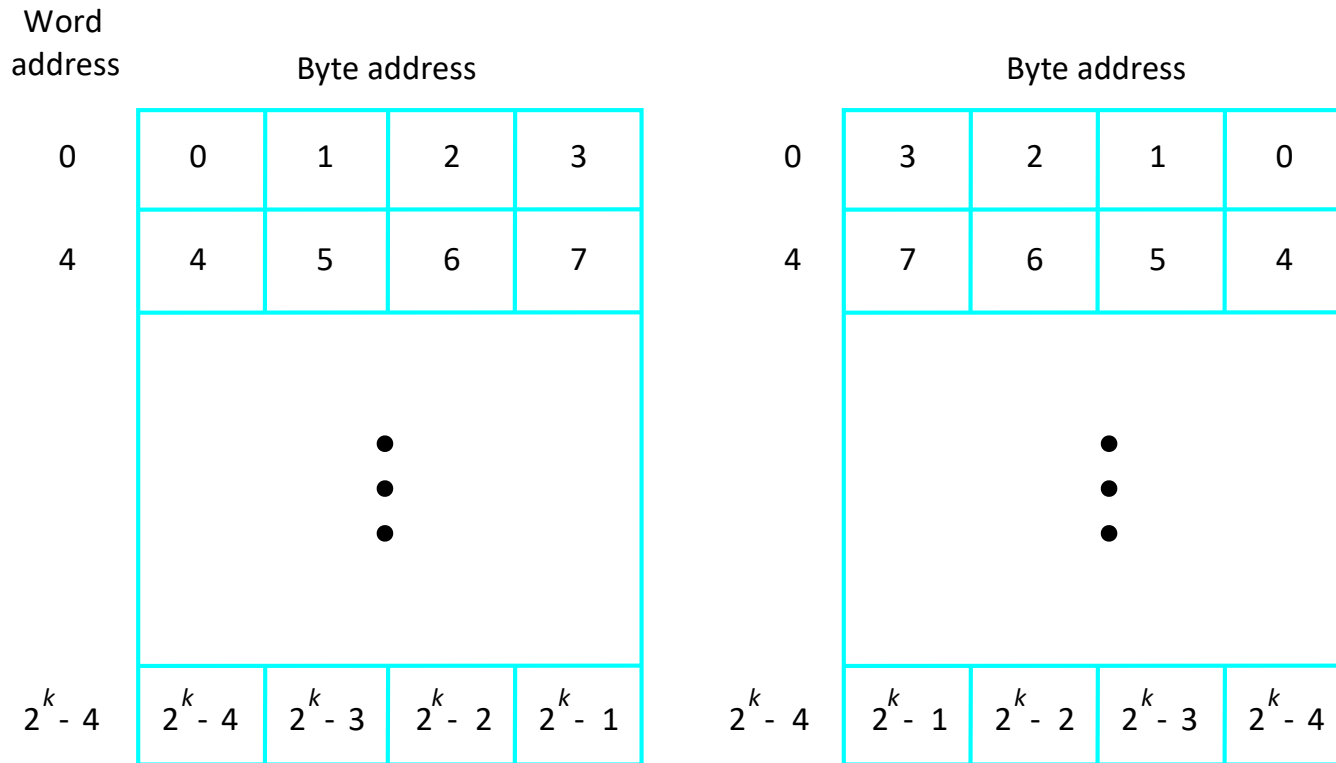 Word
address
Byte address
Byte address
0 0 1 2 3
0 3 2 1 0
4 4 5 6 7
4 7 6 5 4
2^k - 4 2^k - 4 2^k - 3 2^k - 2 2^k - 1
2^k - 4 2^k - 1 2^k - 2 2^k - 3 2^k - 4